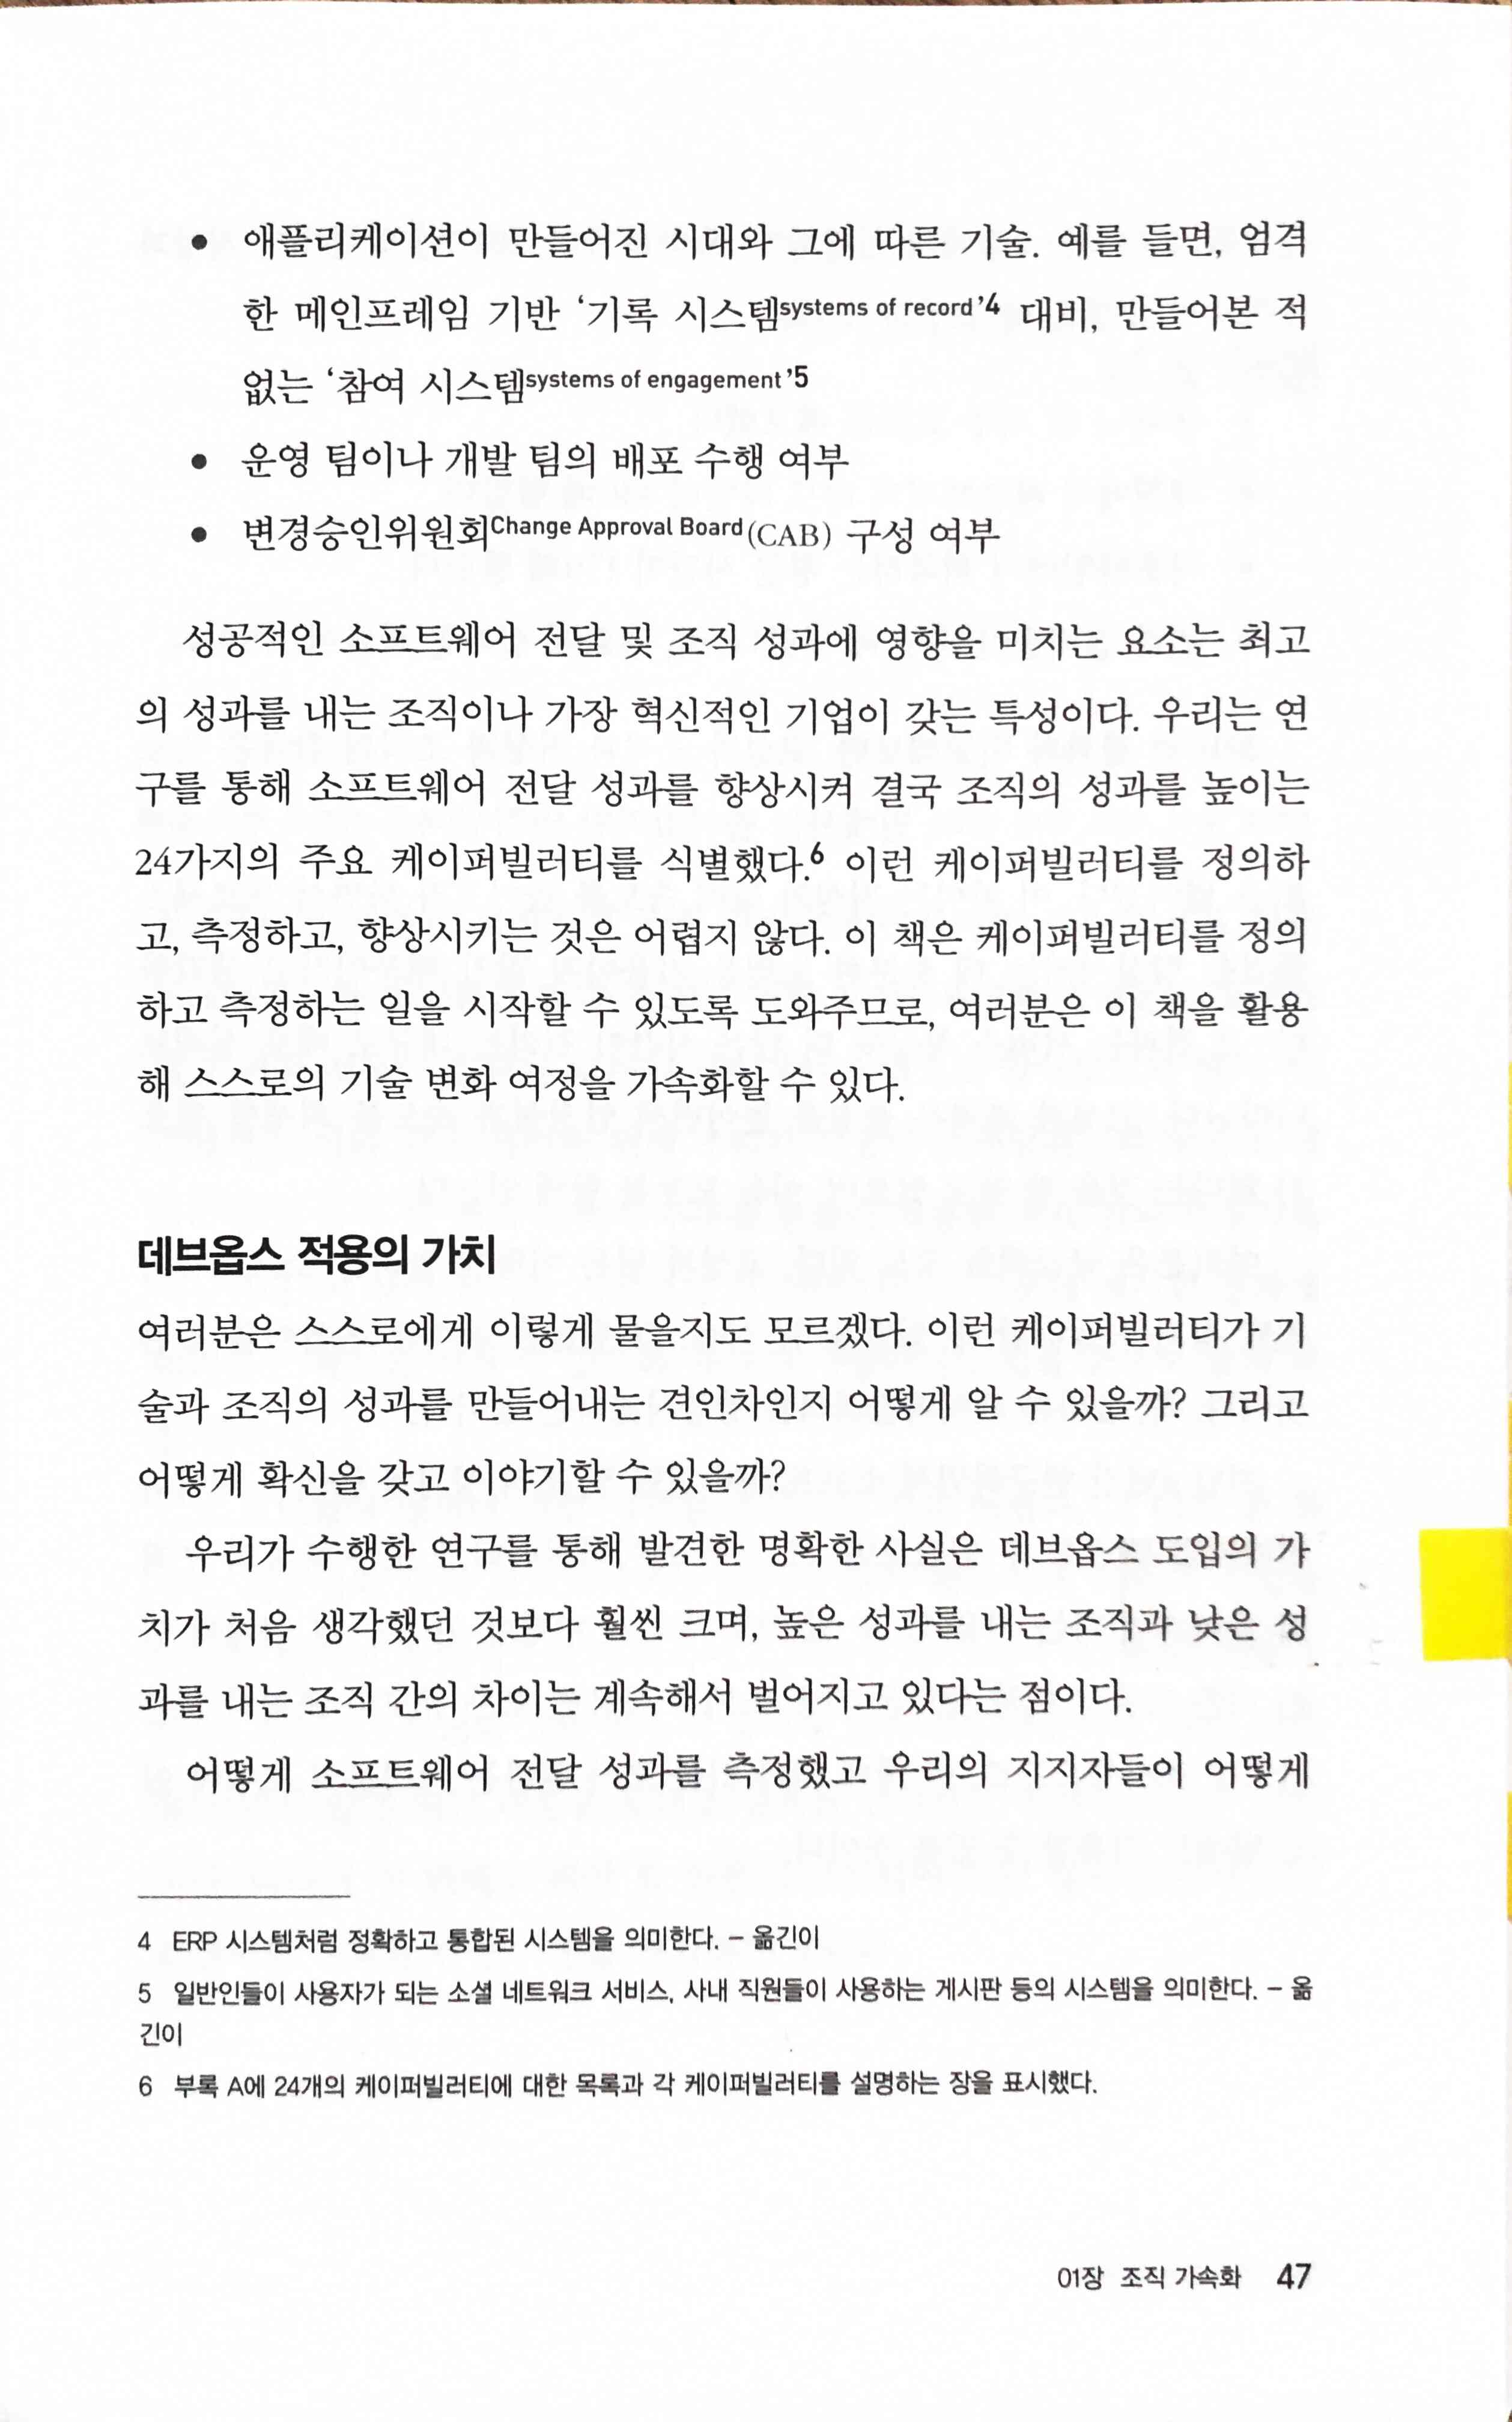 • 애플리케이션이 만들어진 시대와 그에 따른 기술. 예를 들면, 엄격
한 메인프레임 기반 ‘기록 시스템systems of record’4 대비, 만들어본 적
없는 ‘참여 시스템systems of engagement’5
• 운영 팀이나 개발 팀의 배포 수행 여부
• 변경승인위원회Change Approval Board(CAB) 구성 여부
성공적인 소프트웨어 전달 및 조직 성과에 영향을 미치는 요소는 최고
의 성과를 내는 조직이나 가장 혁신적인 기업이 갖는 특성이다. 우리는 연
구를 통해 소프트웨어 전달 성과를 향상시켜 결국 조직의 성과를 높이는
24가지의 주요 케이퍼빌러티를 식별했다.6 이런 케이퍼빌러티를 정의하
고, 측정하고, 향상시키는 것은 어렵지 않다. 이 책은 케이퍼빌러티를 정의
하고 측정하는 일을 시작할 수 있도록 도와주므로, 여러분은 이 책을 활용
해 스스로의 기술 변화 여정을 가속화할 수 있다.
데브옵스 적용의 가치
여러분은 스스로에게 이렇게 물을지도 모르겠다. 이런 케이퍼빌러티가 기
술과 조직의 성과를 만들어내는 견인차인지 어떻게 알 수 있을까? 그리고
어떻게 확신을 갖고 이야기할 수 있을까?
우리가 수행한 연구를 통해 발견한 명확한 사실은 데브옵스 도입의 가
치가 처음 생각했던 것보다 훨씬 크며, 높은 성과를 내는 조직과 낮은 성
과를 내는 조직 간의 차이는 계속해서 벌어지고 있다는 점이다.
어떻게 소프트웨어 전달 성과를 측정했고 우리의 지지자들이 어떻게
4 ERP 시스템처럼 정확하고 통합된 시스템을 의미한다. – 옮긴이
5 일반인들이 사용자가 되는 소셜 네트워크 서비스, 사내 직원들이 사용하는 게시판 등의 시스템을 의미한다. – 옮
긴이
6 부록 A에 24개의 케이퍼빌러티에 대한 목록과 각 케이퍼빌러티를 설명하는 장을 표시했다.
01장 조직 가속화 47